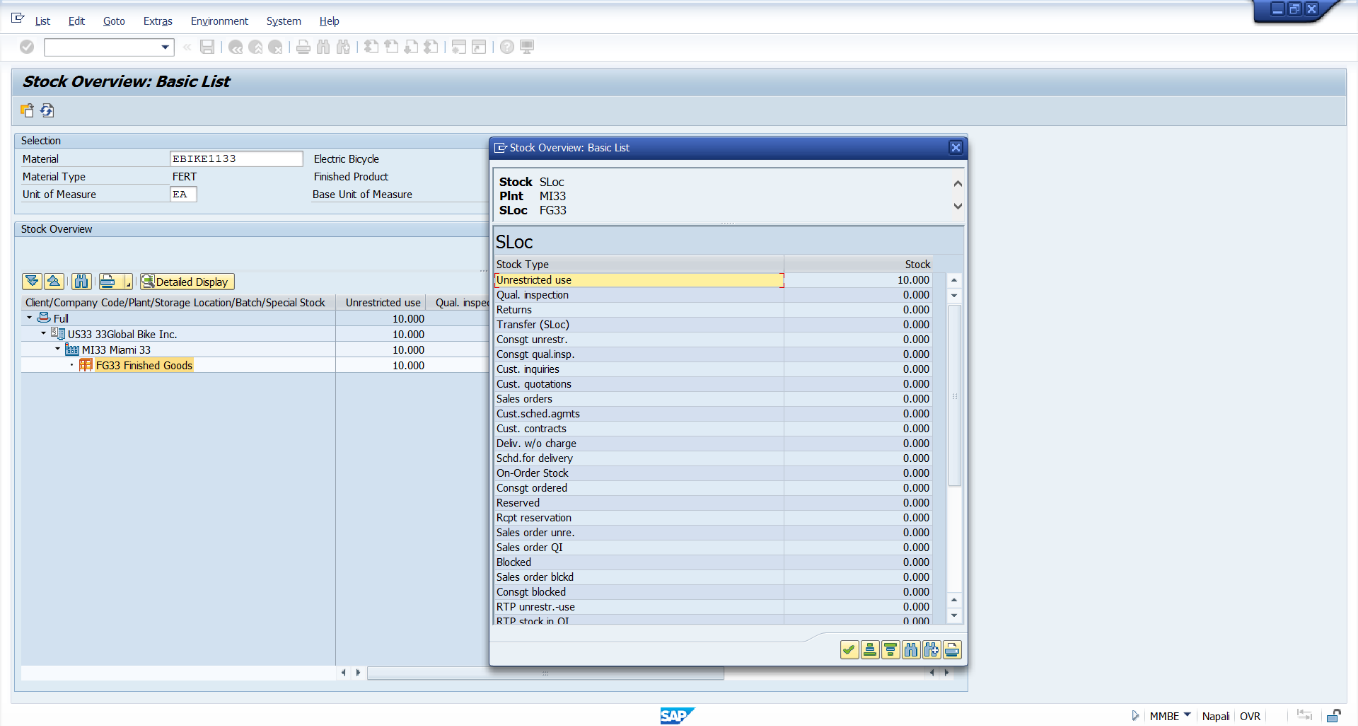 List Edit Goto Extras Environment System Help
Stock Overview: Basic List
Selection
Material EBIKE1133 Electric Bicycle
Material Type FERT Finished Product
Unit of Measure EA Base Unit of Measure
Stock Overview
Detailed Display
Client/Company Code/Plant/Storage Location/Batch/Special Stock Unrestricted use Qual. inspec
Full 10.000
US33 33Global Bike Inc. 10.000
MI33 Miami 33 10.000
FG33 Finished Goods 10.000
Stock Overview: Basic List
Stock SLoc
Plnt MI33
SLoc FG33
SLoc
Stock Type Stock
Unrestricted use 10.000
Qual. inspection 0.000
Returns 0.000
Transfer (SLoc) 0.000
Consgt unrestr. 0.000
Consgt qual.insp. 0.000
Cust. inquiries 0.000
Cust. quotations 0.000
Sales orders 0.000
Cust.sched.agmts 0.000
Cust. contracts 0.000
Deliv. w/o charge 0.000
Schd.for delivery 0.000
On-Order Stock 0.000
Consgt ordered 0.000
Reserved 0.000
Rcpt reservation 0.000
Sales order unre. 0.000
Sales order QI 0.000
Blocked 0.000
Sales order blckd 0.000
Consgt blocked 0.000
RTP unrestr.-use 0.000
RTP stock in QI 0.000
SAP
MMBE Napali OVR